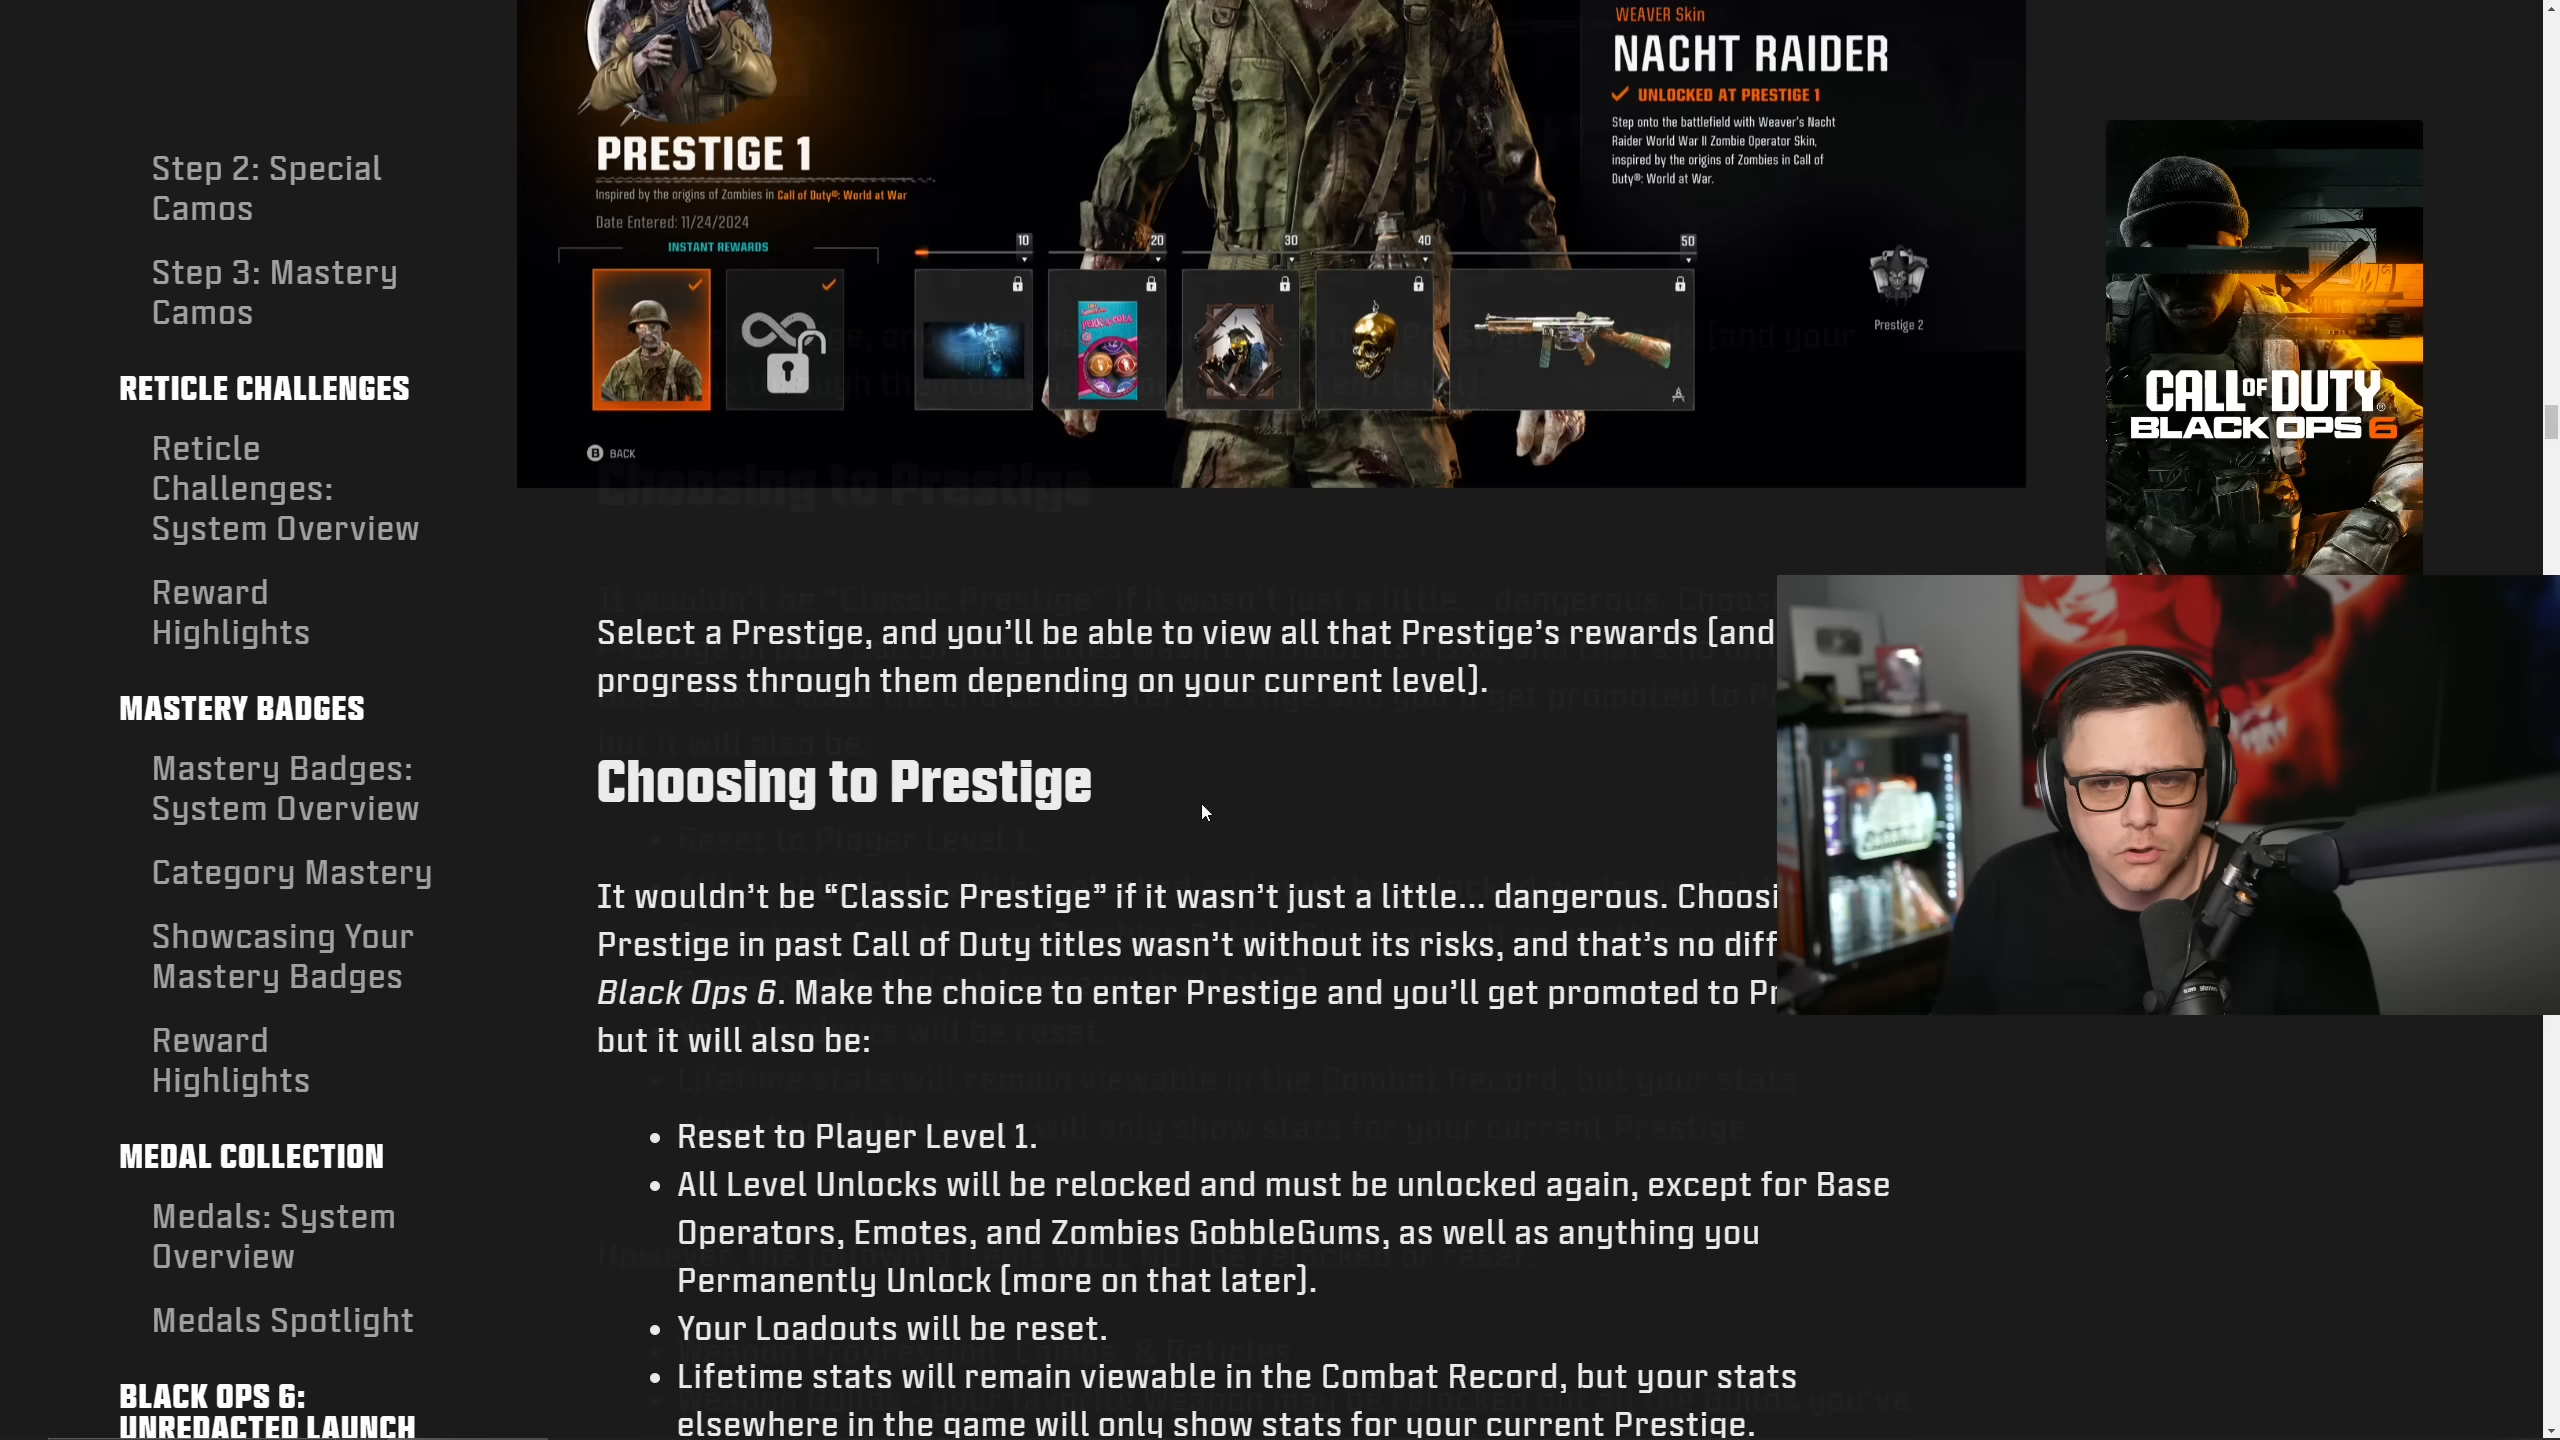 Step 2: Special
Camos
Step 3: Mastery
Camos
RETICLE CHALLENGES
Reticle
Challenges:
System Overview
Reward
Highlights
MASTERY BADGES
Mastery Badges:
System Overview
Category Mastery
Showcasing Your
Mastery Badges
Reward
Highlights
MEDAL COLLECTION
Medals: System
Overview
Medals Spotlight
BLACK OPS 6:
UNREDACTED LAUNCH
PRESTIGE 1
Inspired by the origins of Zombies in Call of Duty®: World at War
Date Entered: 11/24/2024
INSTANT REWARDS
10
20
30
40
50
PERK-A-COLA
B BACK
WEAVER Skin
NACHT RAIDER
UNLOCKED AT PRESTIGE 1
Step onto the battlefield with Weaver's Nacht
Raider World War II Zombie Operator Skin,
inspired by the origins of Zombies in Call of
Duty®: World at War.
Prestige 2
Select a Prestige, and you’ll be able to view all that Prestige’s rewards (and
progress through them depending on your current level).
Choosing to Prestige
It wouldn’t be “Classic Prestige” if it wasn’t just a little... dangerous. Choosi
Prestige in past Call of Duty titles wasn’t without its risks, and that’s no diff
Black Ops 6. Make the choice to enter Prestige and you’ll get promoted to Pr
but it will also be:
• Reset to Player Level 1.
• All Level Unlocks will be relocked and must be unlocked again, except for Base
Operators, Emotes, and Zombies GobbleGums, as well as anything you
Permanently Unlock (more on that later).
• Your Loadouts will be reset.
• Lifetime stats will remain viewable in the Combat Record, but your stats
elsewhere in the game will only show stats for your current Prestige.
CALL OF DUTY®
BLACK OPS 6